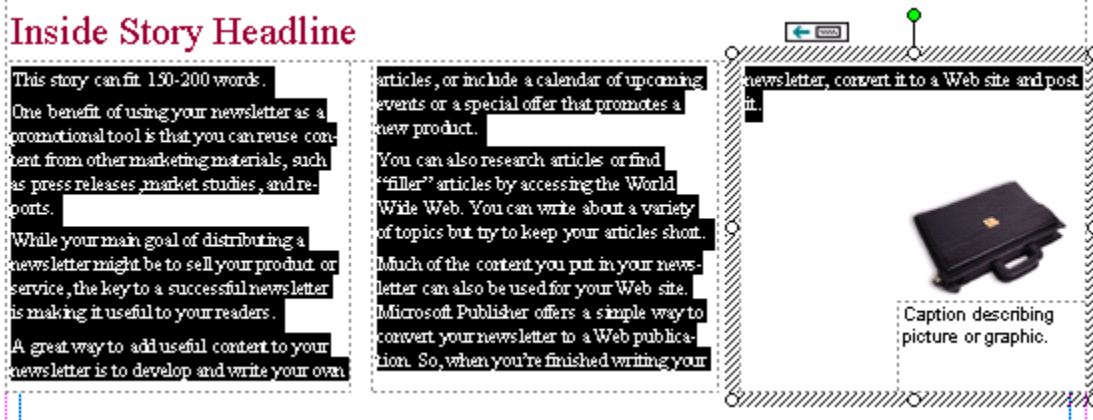 Inside Story Headline
This story can fit 150-200 words.
One benefit of using your newsletter as a
promotional tool is that you can reuse con-
tent from other marketing materials, such
as press releases, market studies, and re-
ports.
While your main goal of distributing a
newsletter might be to sell your product or
service, the key to a successful newsletter
is making it useful to your readers.
A great way to add useful content to your
newsletter is to develop and write your own
articles, or include a calendar of upcoming
events or a special offer that promotes a
new product.
You can also research articles or find
“filler” articles by accessing the World
Wide Web. You can write about a variety
of topics but try to keep your articles short.
Much of the content you put in your news-
letter can also be used for your Web site.
Microsoft Publisher offers a simple way to
convert your newsletter to a Web publica-
tion. So, when you’re finished writing your
newsletter, convert it to a Web site and post
it.
Caption describing
picture or graphic.